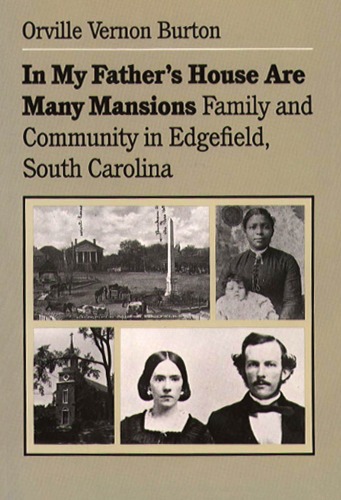 Orville Vernon Burton
In My Father's House Are
Many Mansions Family and
Community in Edgefield,
South Carolina